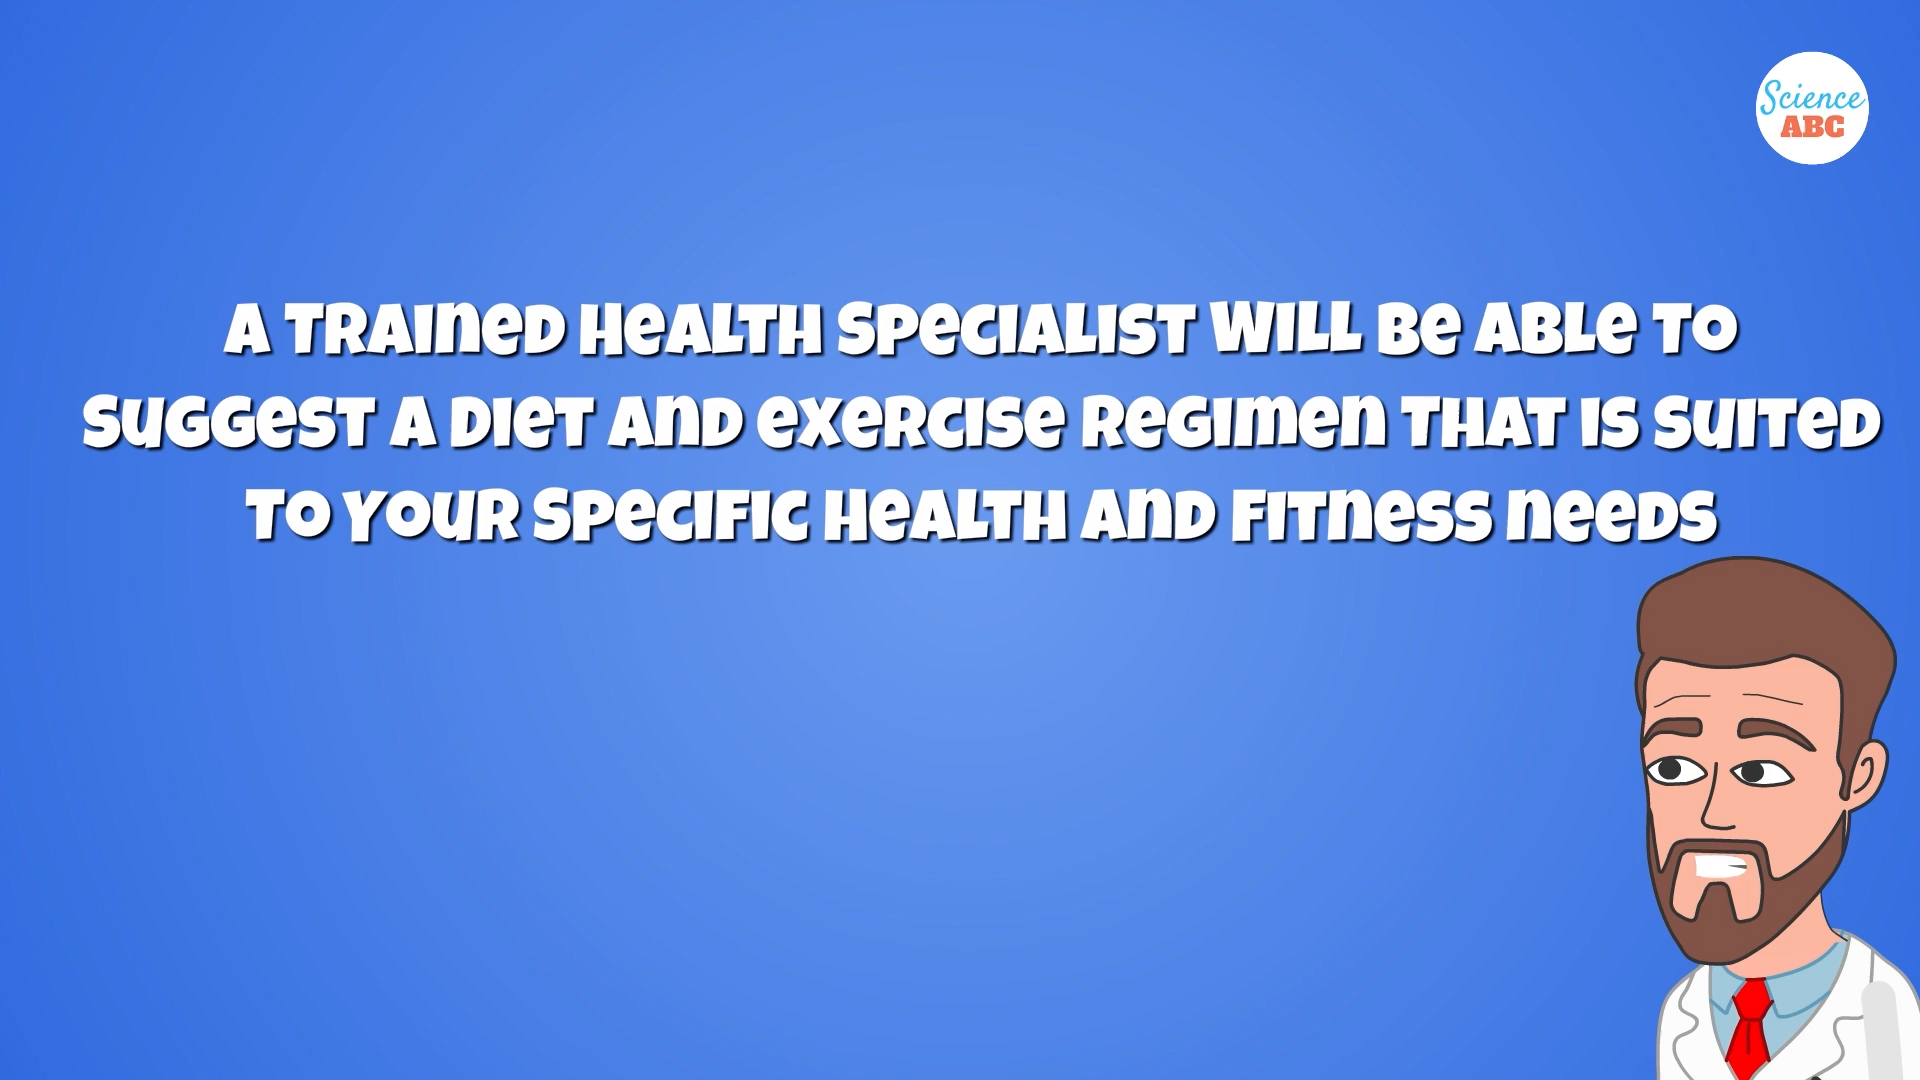 Science
ABC
A TRAINED HEALTH SPECIALIST WILL BE ABLE TO
SUGGEST A DIET AND EXERCISE REGIMEN THAT IS SUITED
TO YOUR SPECIFIC HEALTH AND FITNESS NEEDS